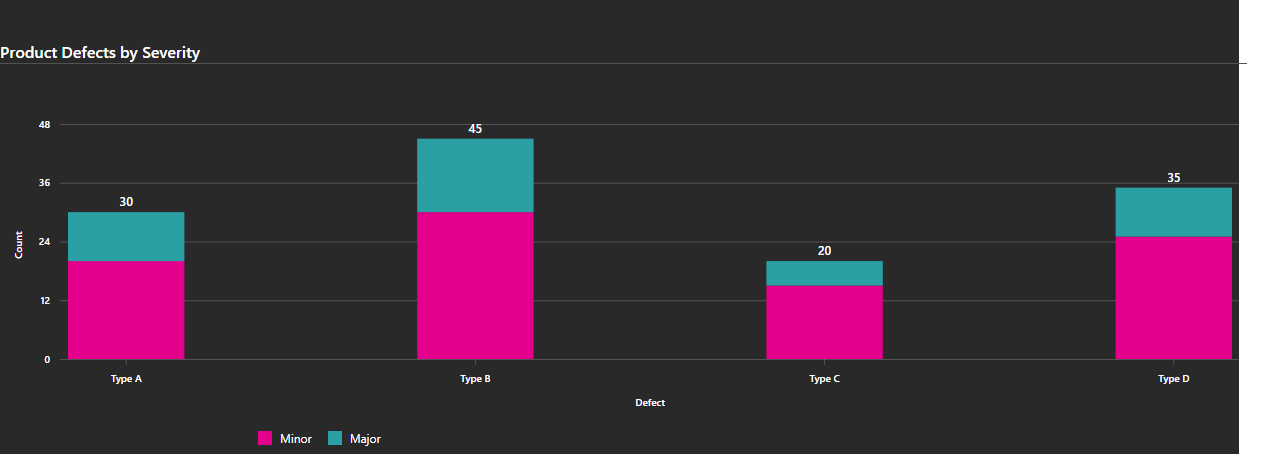 Product Defects by Severity
48
36
24
12
0
Count
30
45
20
35
Type A
Type B
Type C
Type D
Defect
Minor
Major